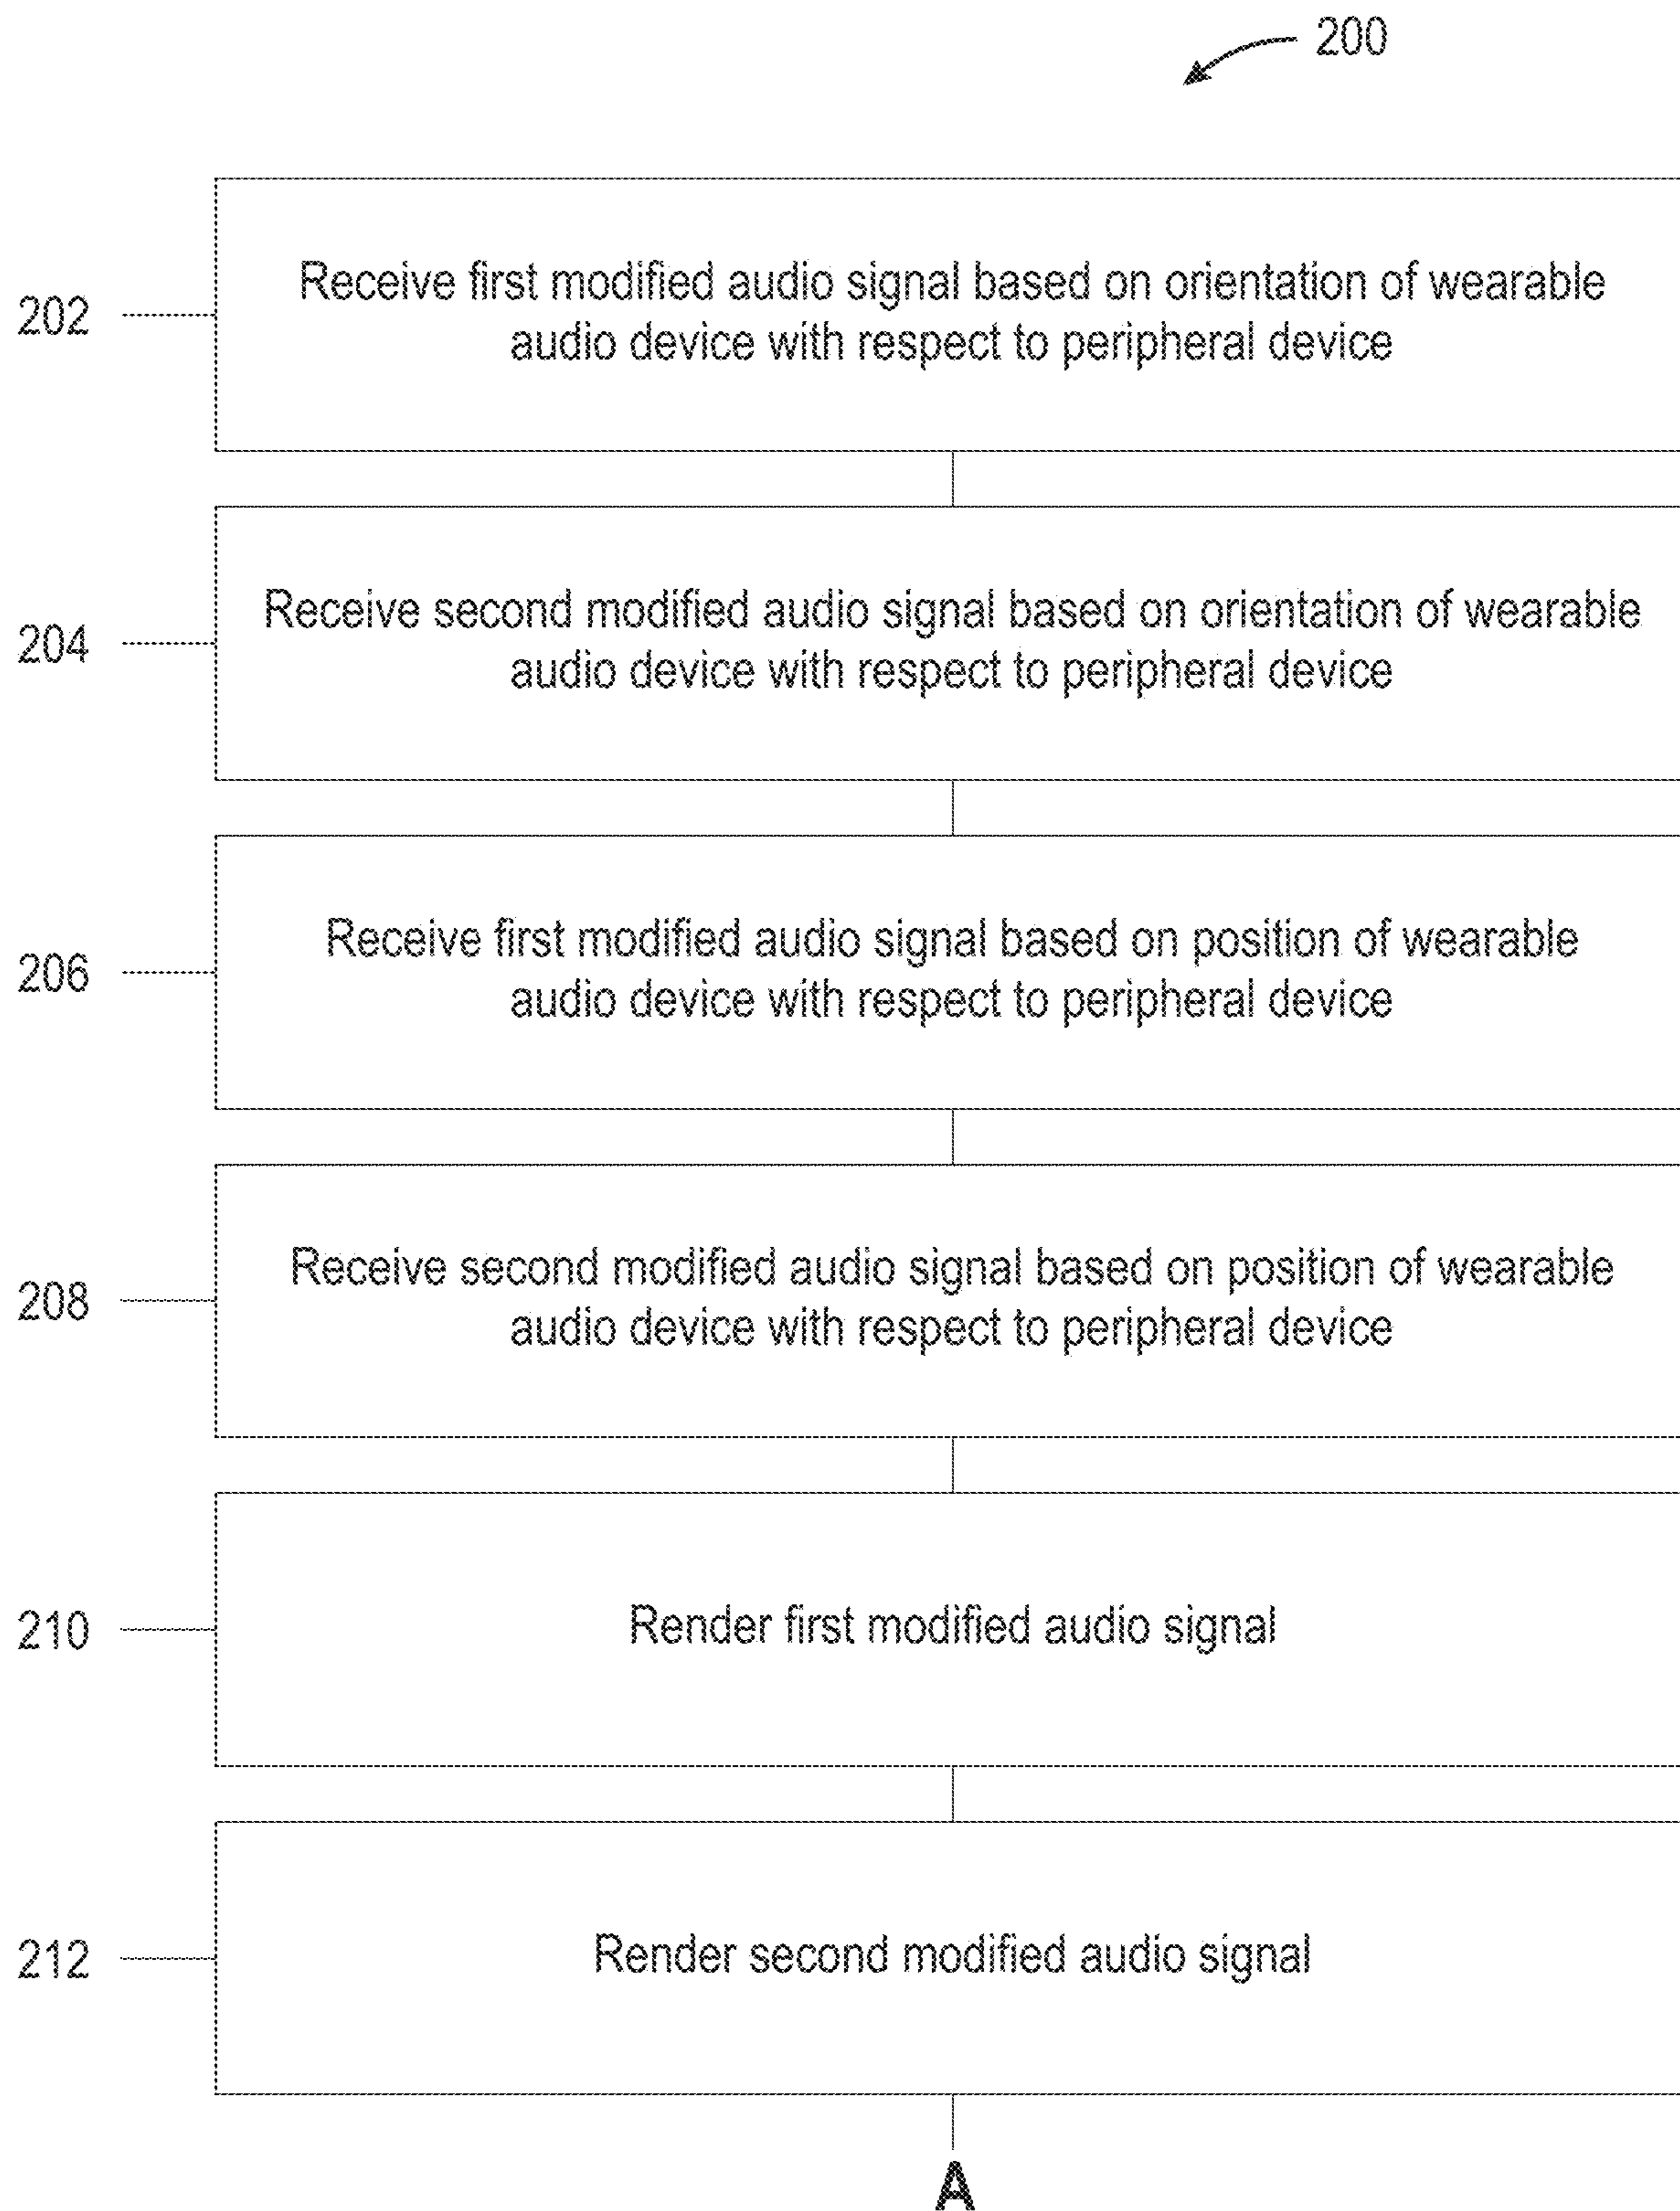 200
202
Receive first modified audio signal based on orientation of wearable
audio device with respect to peripheral device
204
Receive second modified audio signal based on orientation of wearable
audio device with respect to peripheral device
206
Receive first modified audio signal based on position of wearable
audio device with respect to peripheral device
208
Receive second modified audio signal based on position of wearable
audio device with respect to peripheral device
210
Render first modified audio signal
212
Render second modified audio signal
A